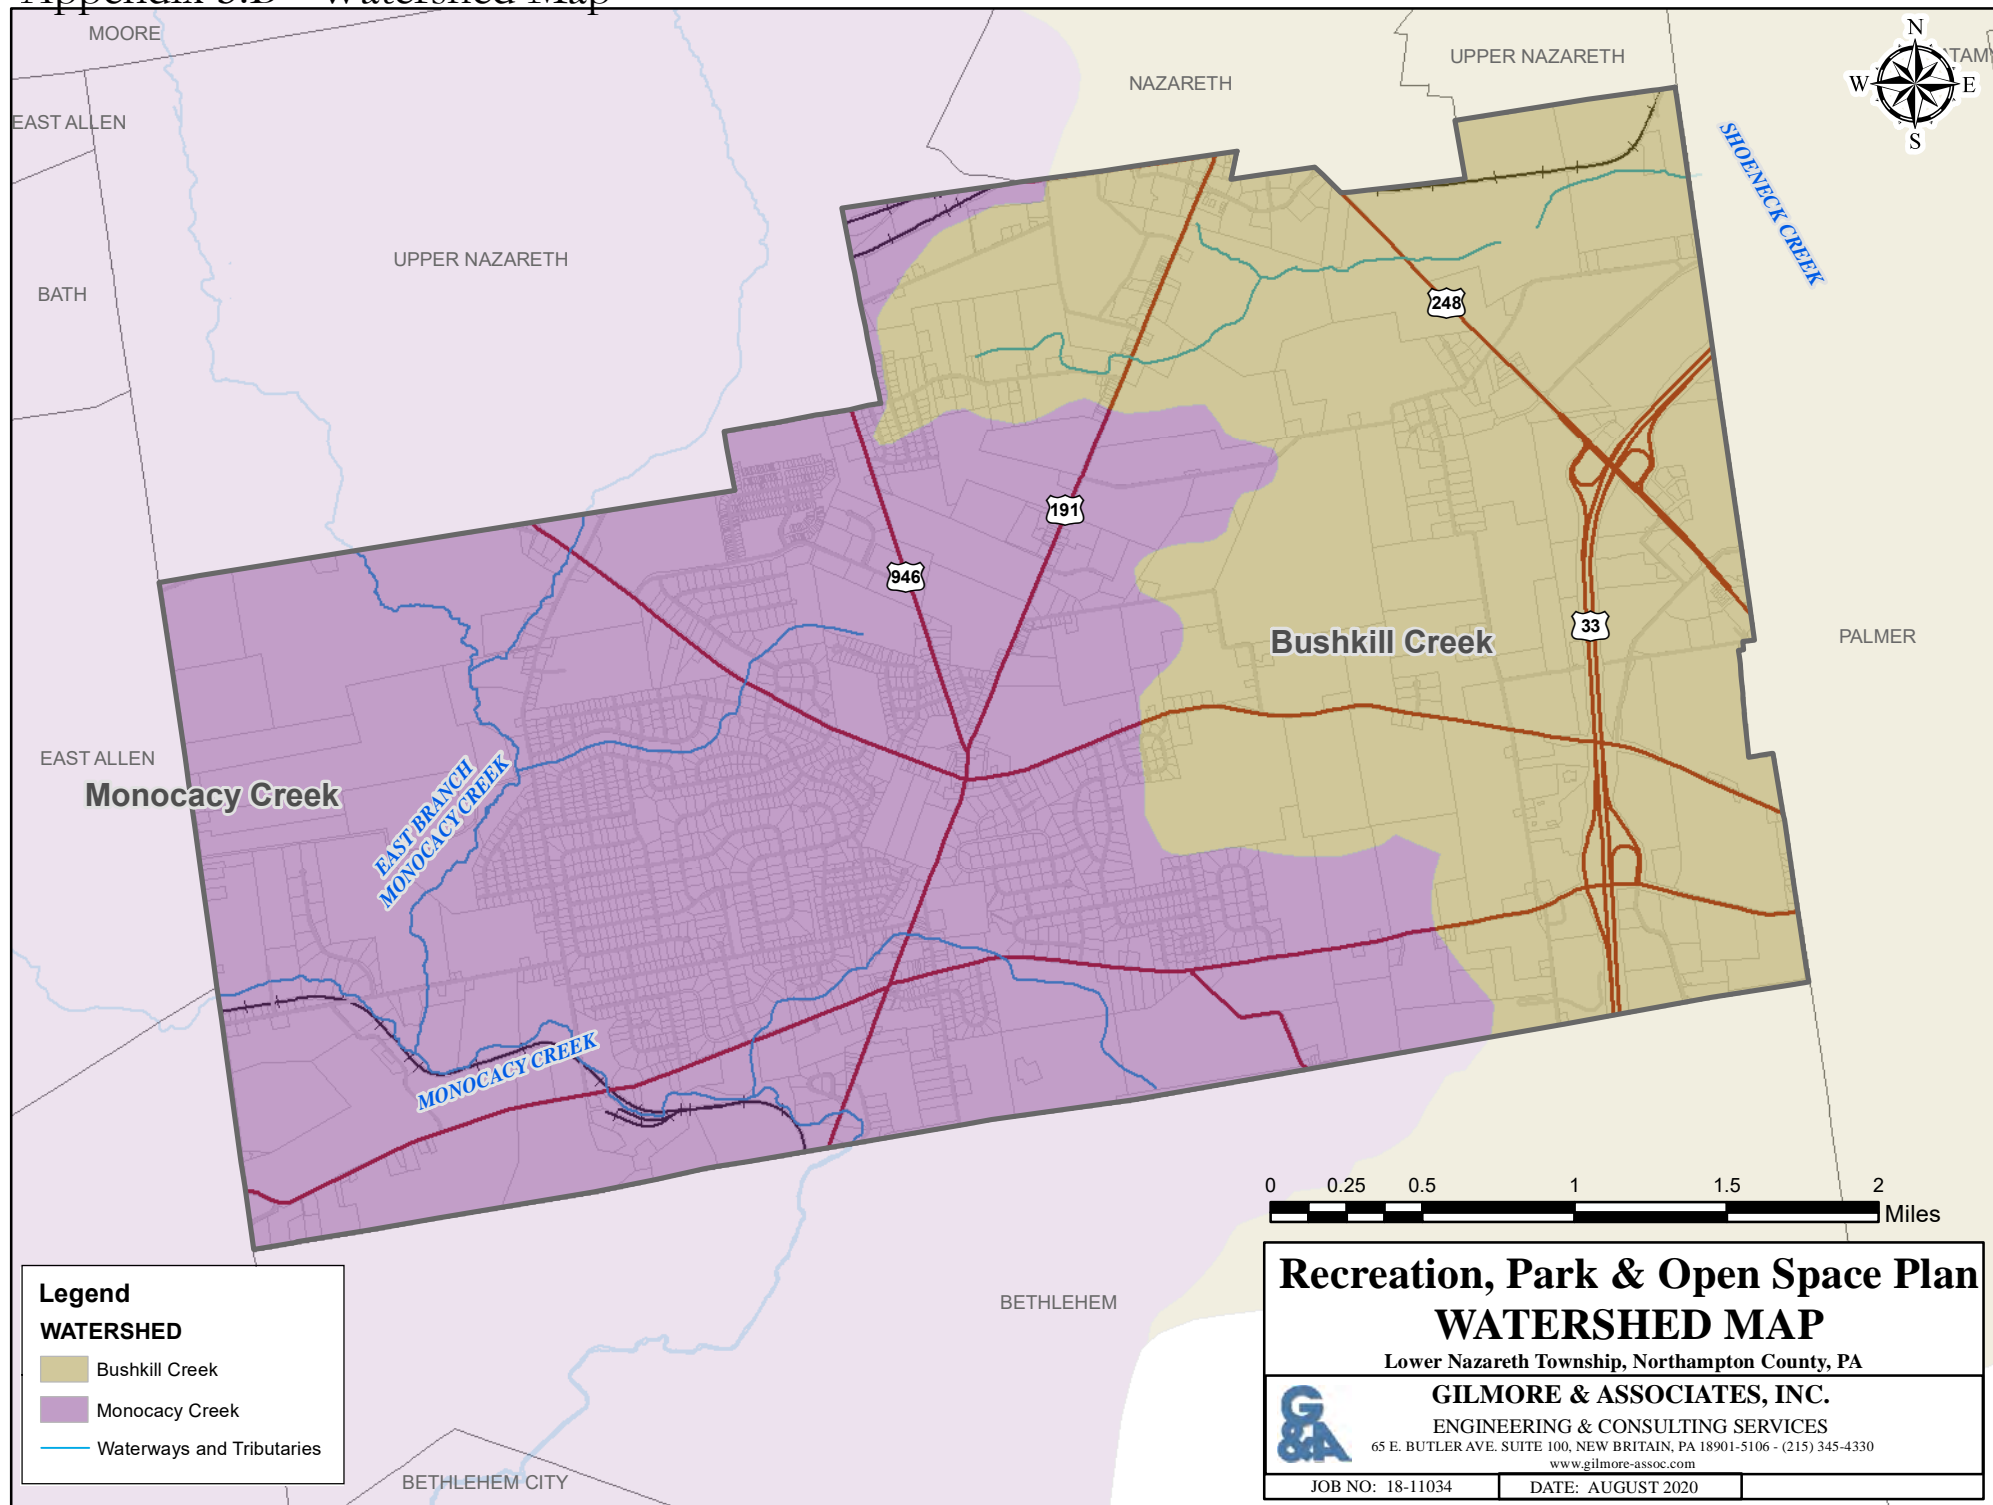 Appendix 3.B - Watershed Map
MOORE
UPPER NAZARETH
NAZARETH
N
W
E
S
EAST ALLEN
SHOENECK CREEK
UPPER NAZARETH
BATH
248
191
946
33
Bushkill Creek
PALMER
EAST ALLEN
Monocacy Creek
EAST BRANCH
MONOCACY CREEK
MONOCACY CREEK
0 0.25 0.5 1 1.5 2
Miles
BETHLEHEM
BETHLEHEM CITY
Legend
WATERSHED
Bushkill Creek
Monocacy Creek
Waterways and Tributaries
Recreation, Park & Open Space Plan
WATERSHED MAP
Lower Nazareth Township, Northampton County, PA
G&A
GILMORE & ASSOCIATES, INC.
ENGINEERING & CONSULTING SERVICES
65 E. BUTLER AVE. SUITE 100, NEW BRITAIN, PA 18901-5106 - (215) 345-4330
www.gilmore-assoc.com
JOB NO: 18-11034
DATE: AUGUST 2020